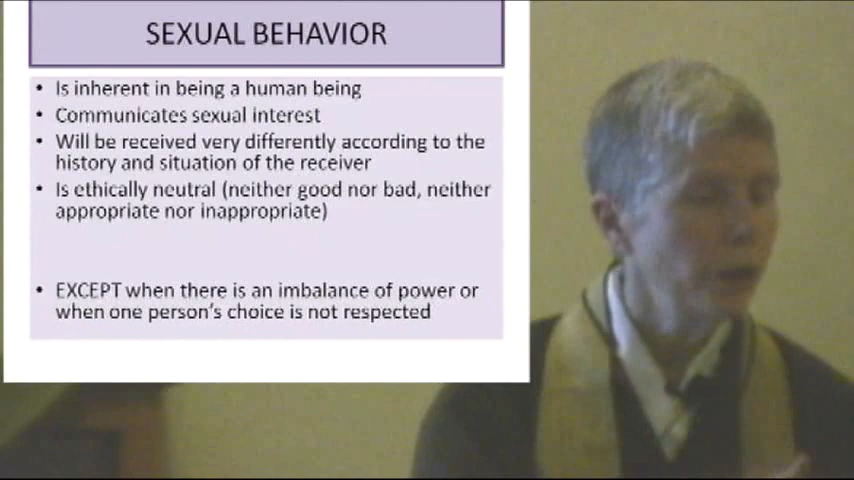 SEXUAL BEHAVIOR
• Is inherent in being a human being
• Communicates sexual interest
• Will be received very differently according to the
history and situation of the receiver
• Is ethically neutral (neither good nor bad, neither
appropriate nor inappropriate)
• EXCEPT when there is an imbalance of power or
when one person's choice is not respected